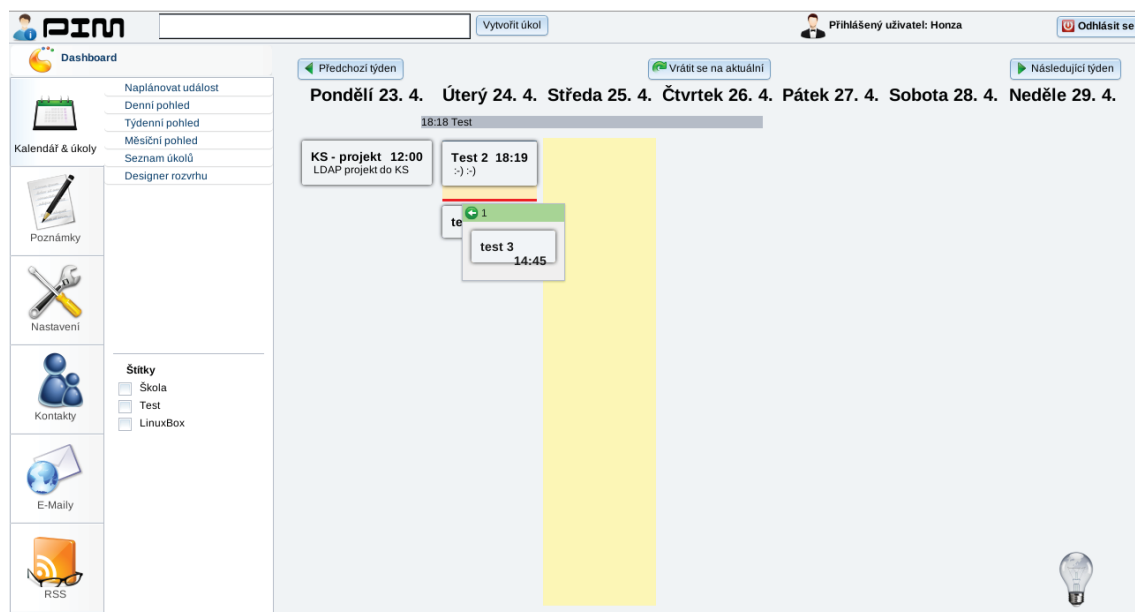 PIM
Vytvořit úkol
Přihlášený uživatel: Honza
Odhlásit se
Dashboard
Předchozí týden
Vrátit se na aktuální
Následující týden
Pondělí 23. 4. Úterý 24. 4. Středa 25. 4. Čtvrtek 26. 4. Pátek 27. 4. Sobota 28. 4. Neděle 29. 4.
18:18 Test
KS - projekt 12:00
LDAP projekt do KS
Test 2 18:19
:-) :-)
te
1
test 3
14:45
Kalendář & úkoly
Naplánovat událost
Denní pohled
Týdenní pohled
Měsíční pohled
Seznam úkolů
Designer rozvrhu
Poznámky
Nastavení
Kontakty
E-Maily
RSS
Štítky
Škola
Test
LinuxBox